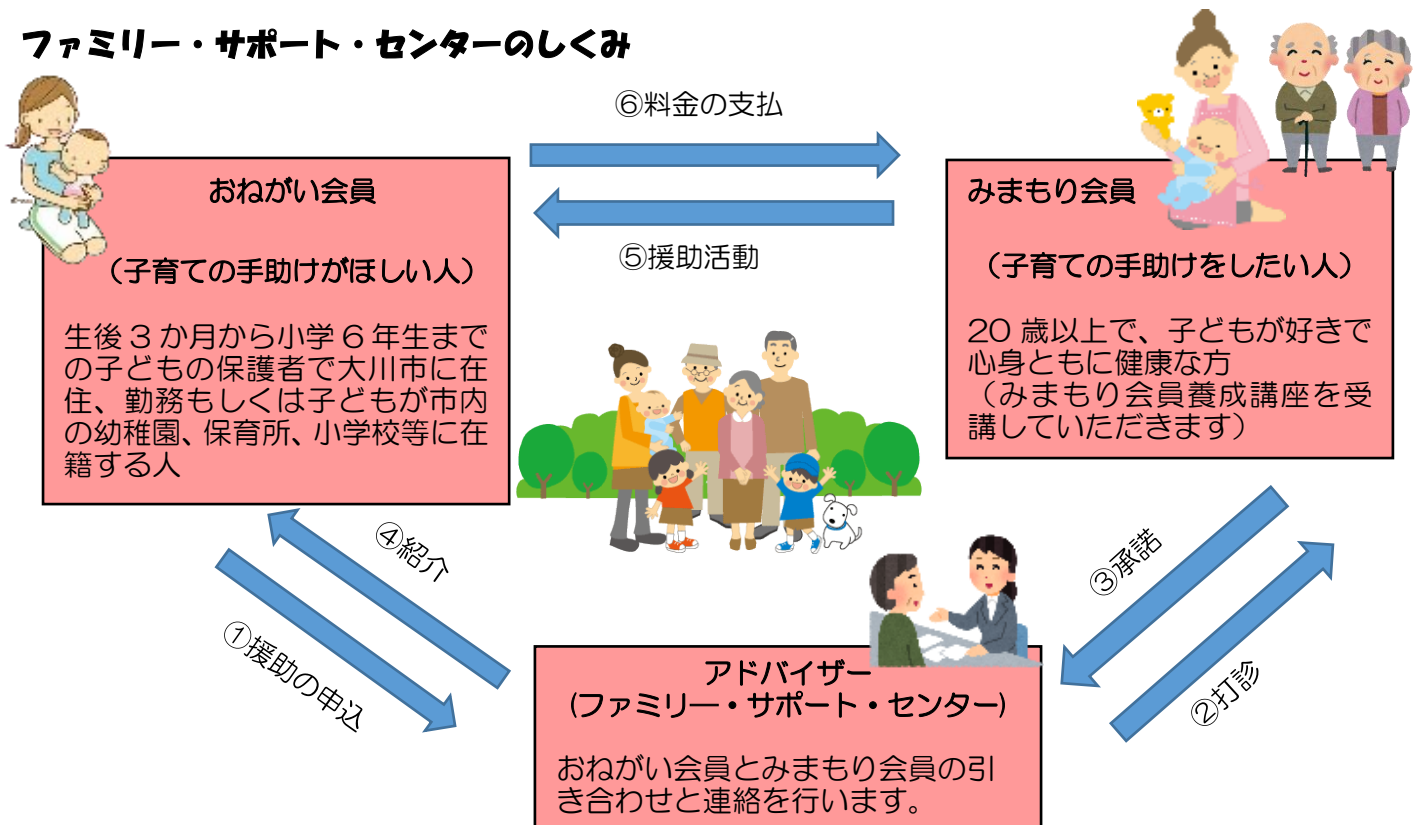 ファミリー・サポート・センターのしくみ
⑥料金の支払
⑤援助活動
おねがい会員
（子育ての手助けがほしい人）
生後３か月から小学６年生まで
の子どもの保護者で大川市に在
住、勤務もしくは子どもが市内
の幼稚園、保育所、小学校等に在
籍する人
みまもり会員
（子育ての手助けをしたい人）
20 歳以上で、子どもが好きで
心身ともに健康な方
（みまもり会員養成講座を受
講していただきます）
④紹介
①援助の申込
③承諾
②打診
アドバイザー
(ファミリ―・サポート・センター)
おねがい会員とみまもり会員の引
き合わせと連絡を行います。